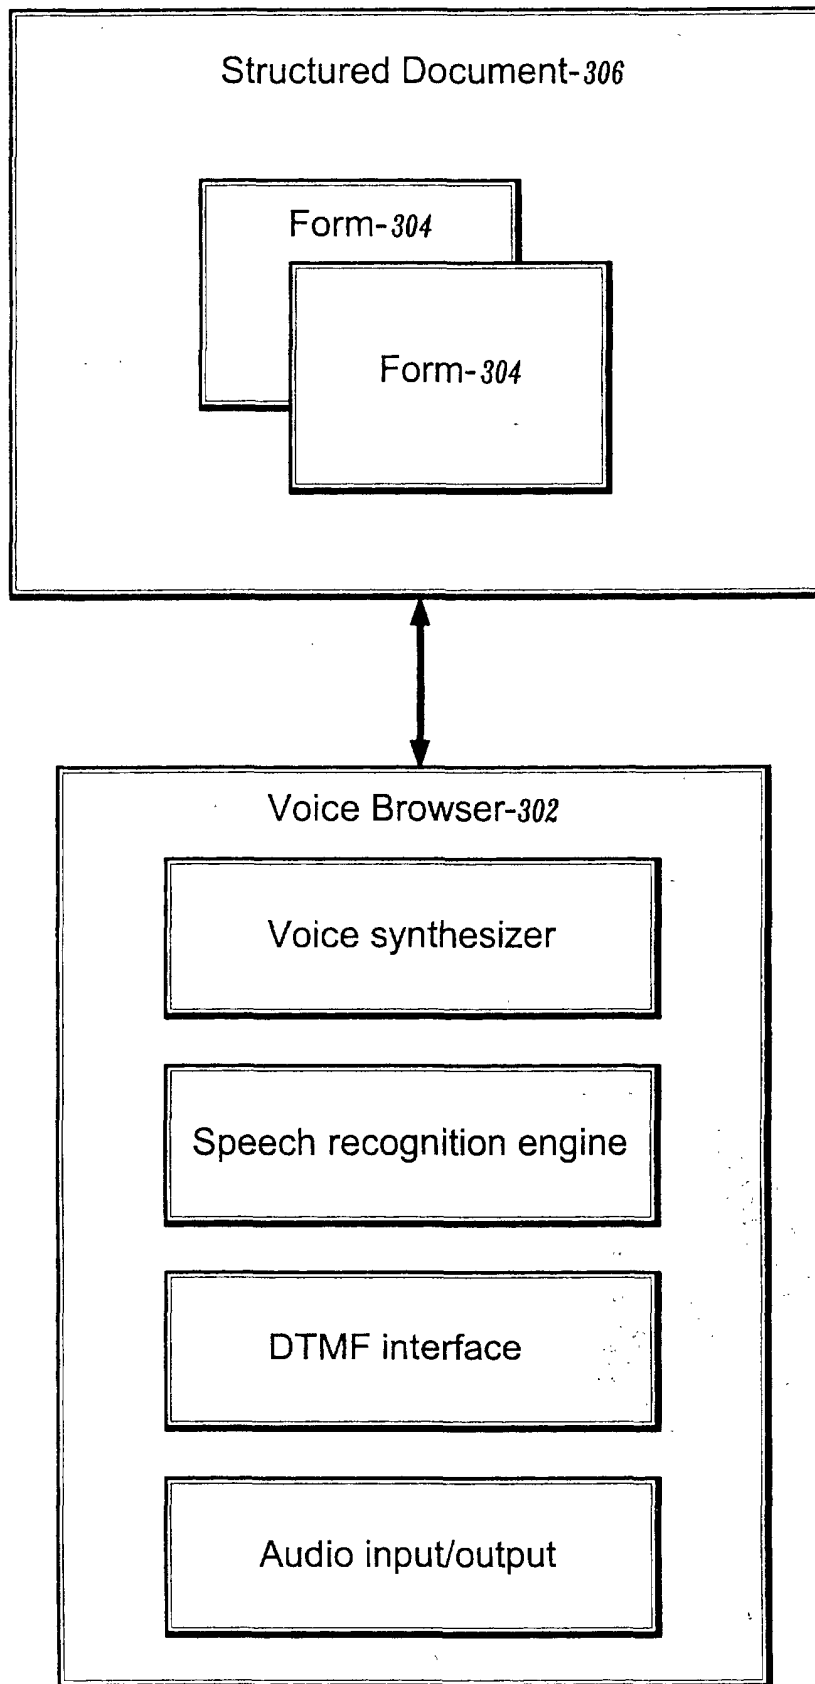 Structured Document-306
Form-304
Form-304
Voice Browser-302
Voice synthesizer
Speech recognition engine
DTMF interface
Audio input/output